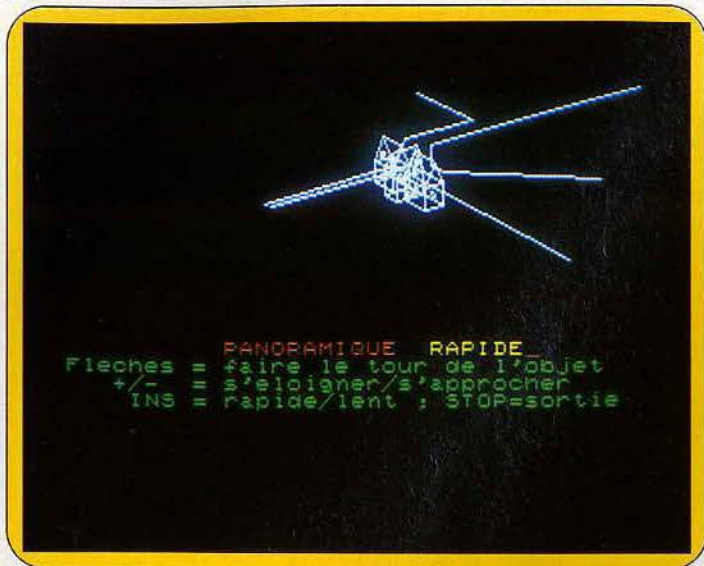 PANORAMIQUE RAPIDE_
Fleches = faire le tour de l'objet
+/- = s'eloigner/s'approcher
INS = rapide/lent ; STOP=sortie